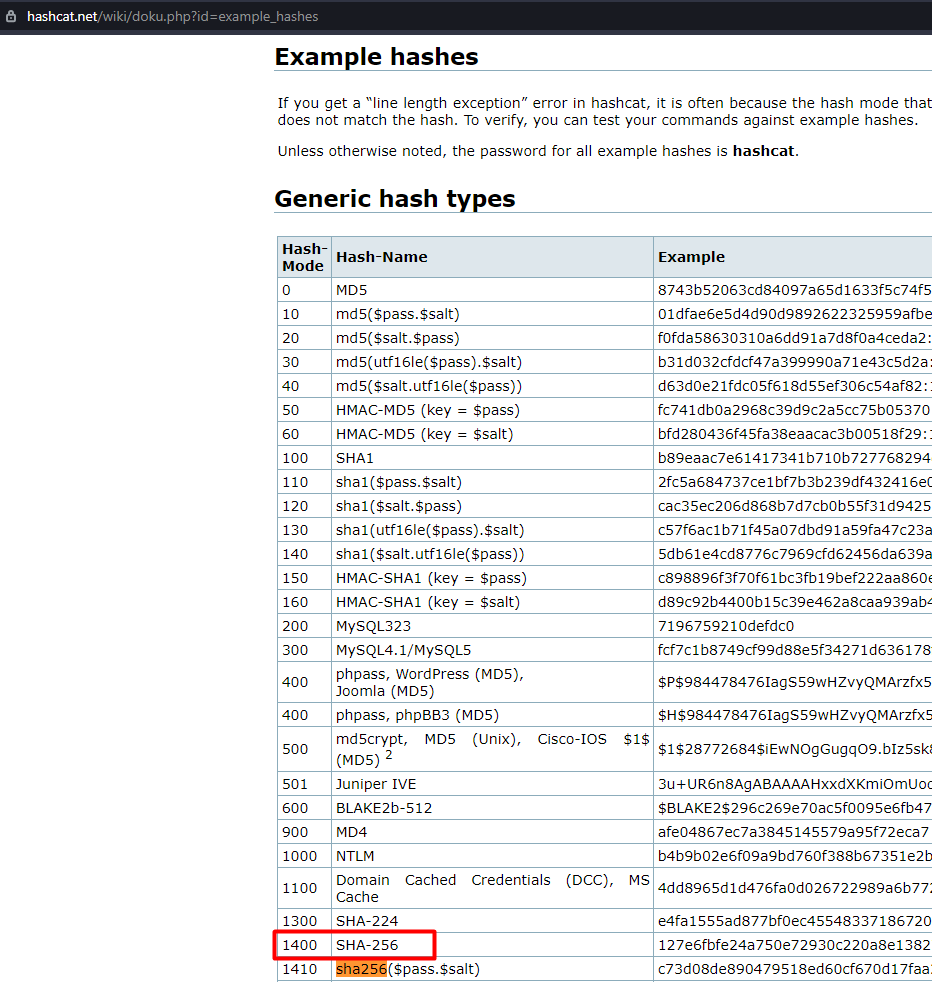 hashcat.net/wiki/doku.php?id=example_hashes
Example hashes
If you get a “line length exception” error in hashcat, it is often because the hash mode that
does not match the hash. To verify, you can test your commands against example hashes.
Unless otherwise noted, the password for all example hashes is hashcat.
Generic hash types
Hash-Mode Hash-Name Example
0 MD5 8743b52063cd84097a65d1633f5c74f5
10 md5($pass.$salt) 01dfae6e5d4d90d9892622325959afbe
20 md5($salt.$pass) f0fda58630310a6dd91a7d8f0a4ceda2:
30 md5(utf16le($pass).$salt) b31d032cfdcf47a399990a71e43c5d2a:
40 md5($salt.utf16le($pass)) d63d0e21fdc05f618d55ef306c54af82:
50 HMAC-MD5 (key = $pass) fc741db0a2968c39d9c2a5cc75b05370
60 HMAC-MD5 (key = $salt) bfd280436f45fa38eaacac3b00518f29:
100 SHA1 b89eaac7e61417341b710b727768294
110 sha1($pass.$salt) 2fc5a684737ce1bf7b3b239df432416e0
120 sha1($salt.$pass) cac35ec206d868b7d7cb0b55f31d9425
130 sha1(utf16le($pass).$salt) c57f6ac1b71f45a07dbd91a59fa47c23a
140 sha1($salt.utf16le($pass)) 5db61e4cd8776c7969cfd62456da639a
150 HMAC-SHA1 (key = $pass) c898896f3f70f61bc3fb19bef222aa860e
160 HMAC-SHA1 (key = $salt) d89c92b4400b15c39e462a8caa939ab4
200 MySQL323 7196759210defdc0
300 MySQL4.1/MySQL5 fcf7c1b8749cf99d88e5f34271d636178
400 phpass, WordPress (MD5),
Joomla (MD5) $P$984478476IagS59wHZvyQMArzfx5
400 phpass, phpBB3 (MD5) $H$984478476IagS59wHZvyQMArzfx5
500 md5crypt, MD5 (Unix), Cisco-IOS $1$
(MD5) 2 $1$28772684$iEwNOgGugqO9.bIz5sk8
501 Juniper IVE 3u+UR6n8AgABAAAAHxxdXKmiOmUoq
600 BLAKE2b-512 $BLAKE2$296c269e70ac5f0095e6fb47
900 MD4 afe04867ec7a3845145579a95f72eca7
1000 NTLM b4b9b02e6f09a9bd760f388b67351e2b
1100 Domain Cached Credentials (DCC), MS
Cache 4dd8965d1d476fa0d026722989a6b772
1300 SHA-224 e4fa1555ad877bf0ec45548337186720
1400 SHA-256 127e6fbfe24a750e72930c220a8e1382
1410 sha256($pass.$salt) c73d08de890479518ed60cf670d17faa